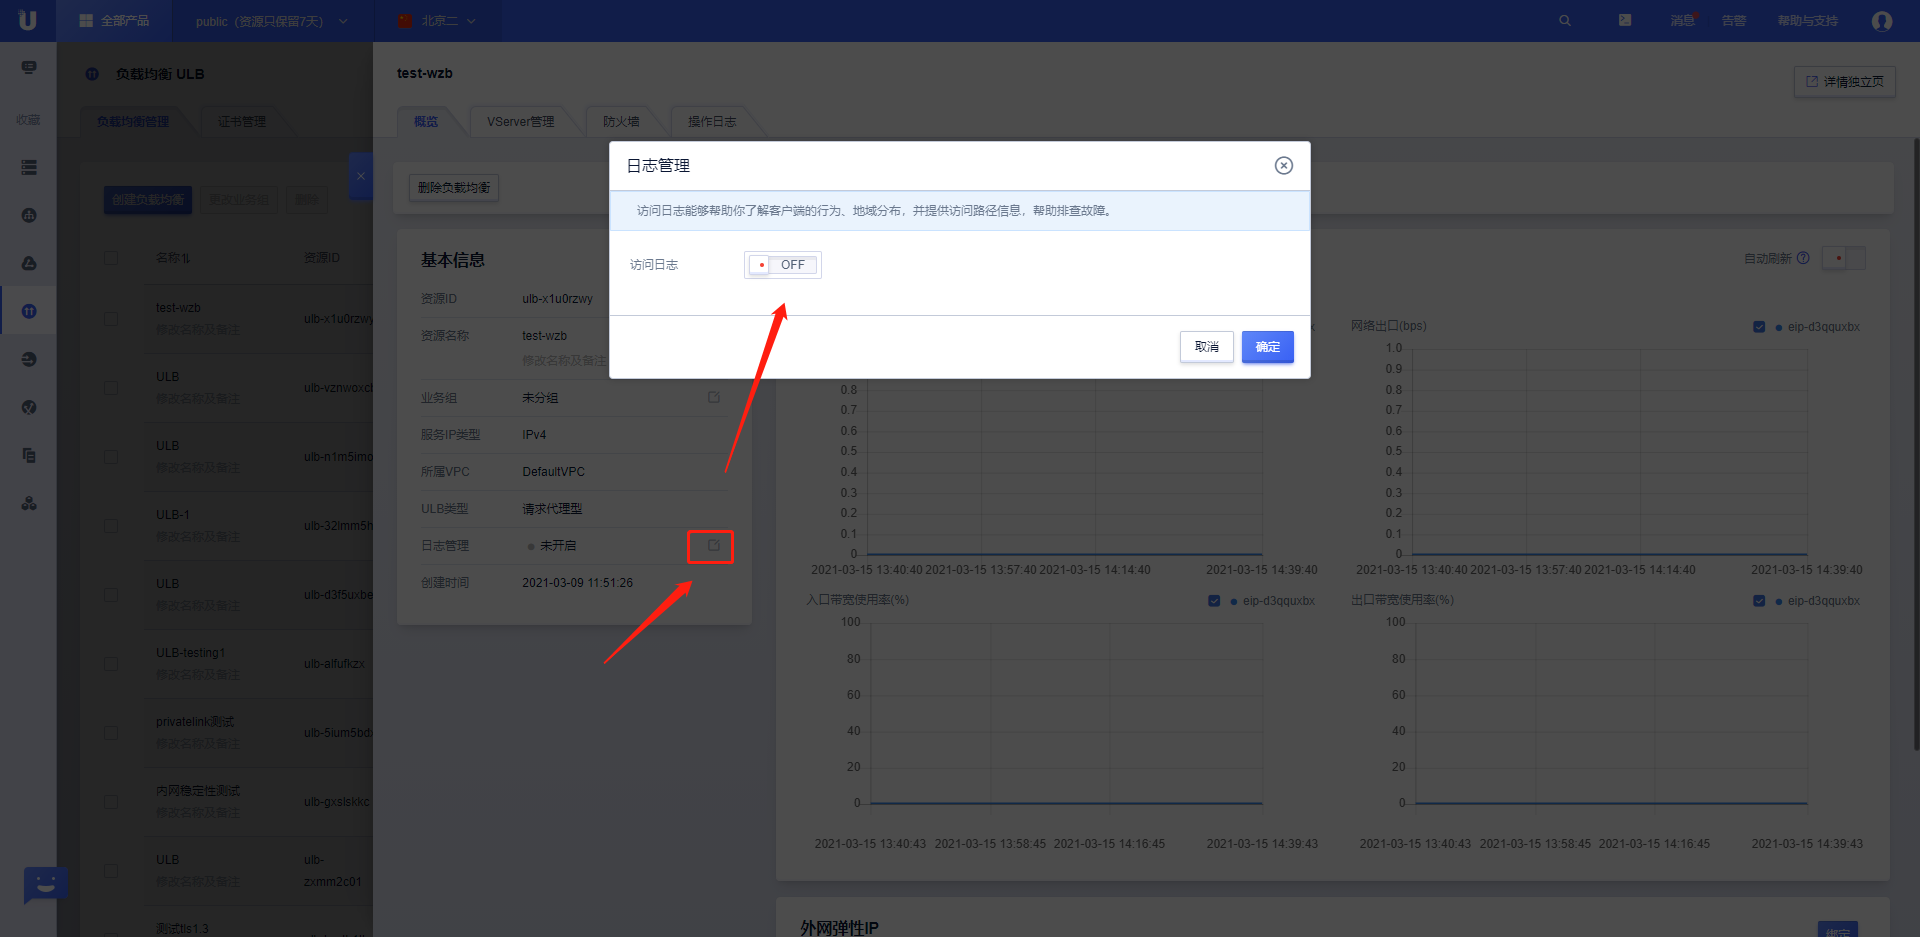 全部产品
public（资源只保留7天）
北京二
消息
告警
帮助与支持
收藏
负载均衡 ULB
负载均衡管理
证书管理
创建负载均衡
更改业务组
删除
名称
资源ID
test-wzb
修改名称及备注
ulb-x1u0rzwy
ULB
修改名称及备注
ulb-vznwoxcb
ULB
修改名称及备注
ulb-n1m5imo
ULB-1
修改名称及备注
ulb-32lmm5h
ULB
修改名称及备注
ulb-d3f5uxbe
ULB-testing1
修改名称及备注
ulb-alfufkzx
privatelink测试
修改名称及备注
ulb-5ium5bdx
内网稳定性测试
修改名称及备注
ulb-gxslskkc
ULB
修改名称及备注
ulb-
zxmm2c01
测试tls1.3
test-wzb
详情独立页
概览
VServer管理
防火墙
操作日志
删除负载均衡
基本信息
资源ID
ulb-x1u0rzwy
资源名称
test-wzb
修改名称及备注
业务组
未分组
服务IP类型
IPv4
所属VPC
DefaultVPC
ULB类型
请求代理型
日志管理
未开启
创建时间
2021-03-09 11:51:26
日志管理
访问日志能够帮助你了解客户端的行为、地域分布，并提供访问路径信息，帮助排查故障。
访问日志
OFF
取消
确定
自动刷新
0.8
0.7
0.6
0.5
0.4
0.3
0.2
0.1
0
2021-03-15 13:40:40 2021-03-15 13:57:40 2021-03-15 14:14:40 2021-03-15 14:39:40
网络出口(bps)
eip-d3qquxbx
1.0
0.9
0.8
0.7
0.6
0.5
0.4
0.3
0.2
0.1
0
2021-03-15 13:40:40 2021-03-15 13:57:40 2021-03-15 14:14:40 2021-03-15 14:39:40
入口带宽使用率(%)
eip-d3qquxbx
100
80
60
40
20
0
2021-03-15 13:40:43 2021-03-15 13:58:45 2021-03-15 14:16:45 2021-03-15 14:39:43
出口带宽使用率(%)
eip-d3qquxbx
100
80
60
40
20
0
2021-03-15 13:40:43 2021-03-15 13:58:45 2021-03-15 14:16:45 2021-03-15 14:39:43
外网弹性IP
绑定